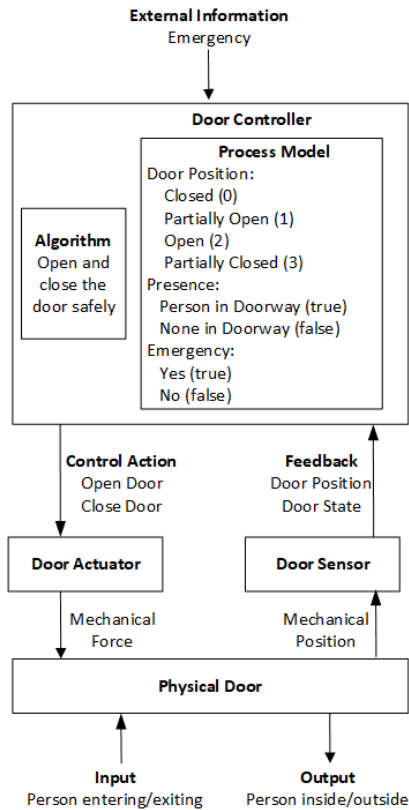 External Information
Emergency
Door Controller
Process Model
Door Position:
Closed (0)
Partially Open (1)
Open (2)
Partially Closed (3)
Presence:
Person in Doorway (true)
None in Doorway (false)
Emergency:
Yes (true)
No (false)
Algorithm
Open and
close the
door safely
Control Action
Open Door
Close Door
Feedback
Door Position
Door State
Door Actuator
Door Sensor
Mechanical
Force
Mechanical
Position
Physical Door
Input
Person entering/exiting
Output
Person inside/outside